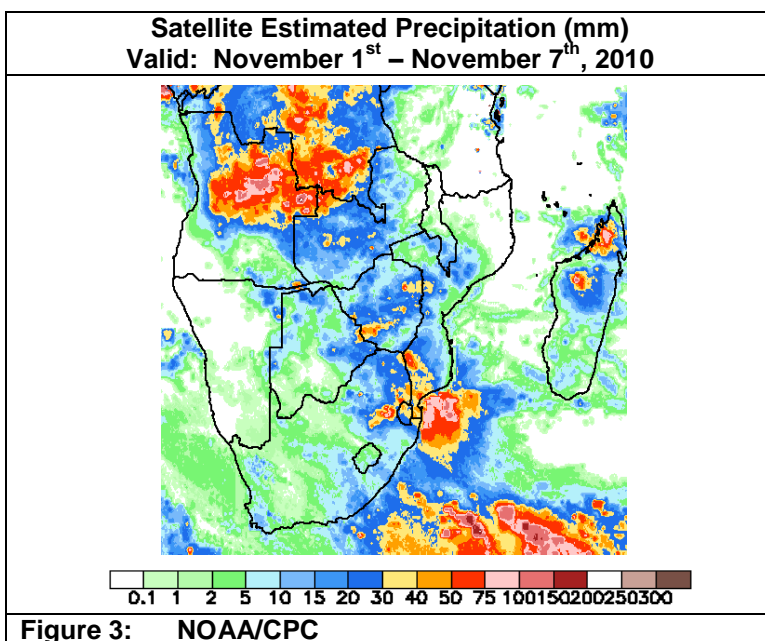 Satellite Estimated Precipitation (mm)
Valid: November 1st – November 7th, 2010
0.1 1 2 5 10 15 20 30 40 50 75 100150200250300
Figure 3: NOAA/CPC